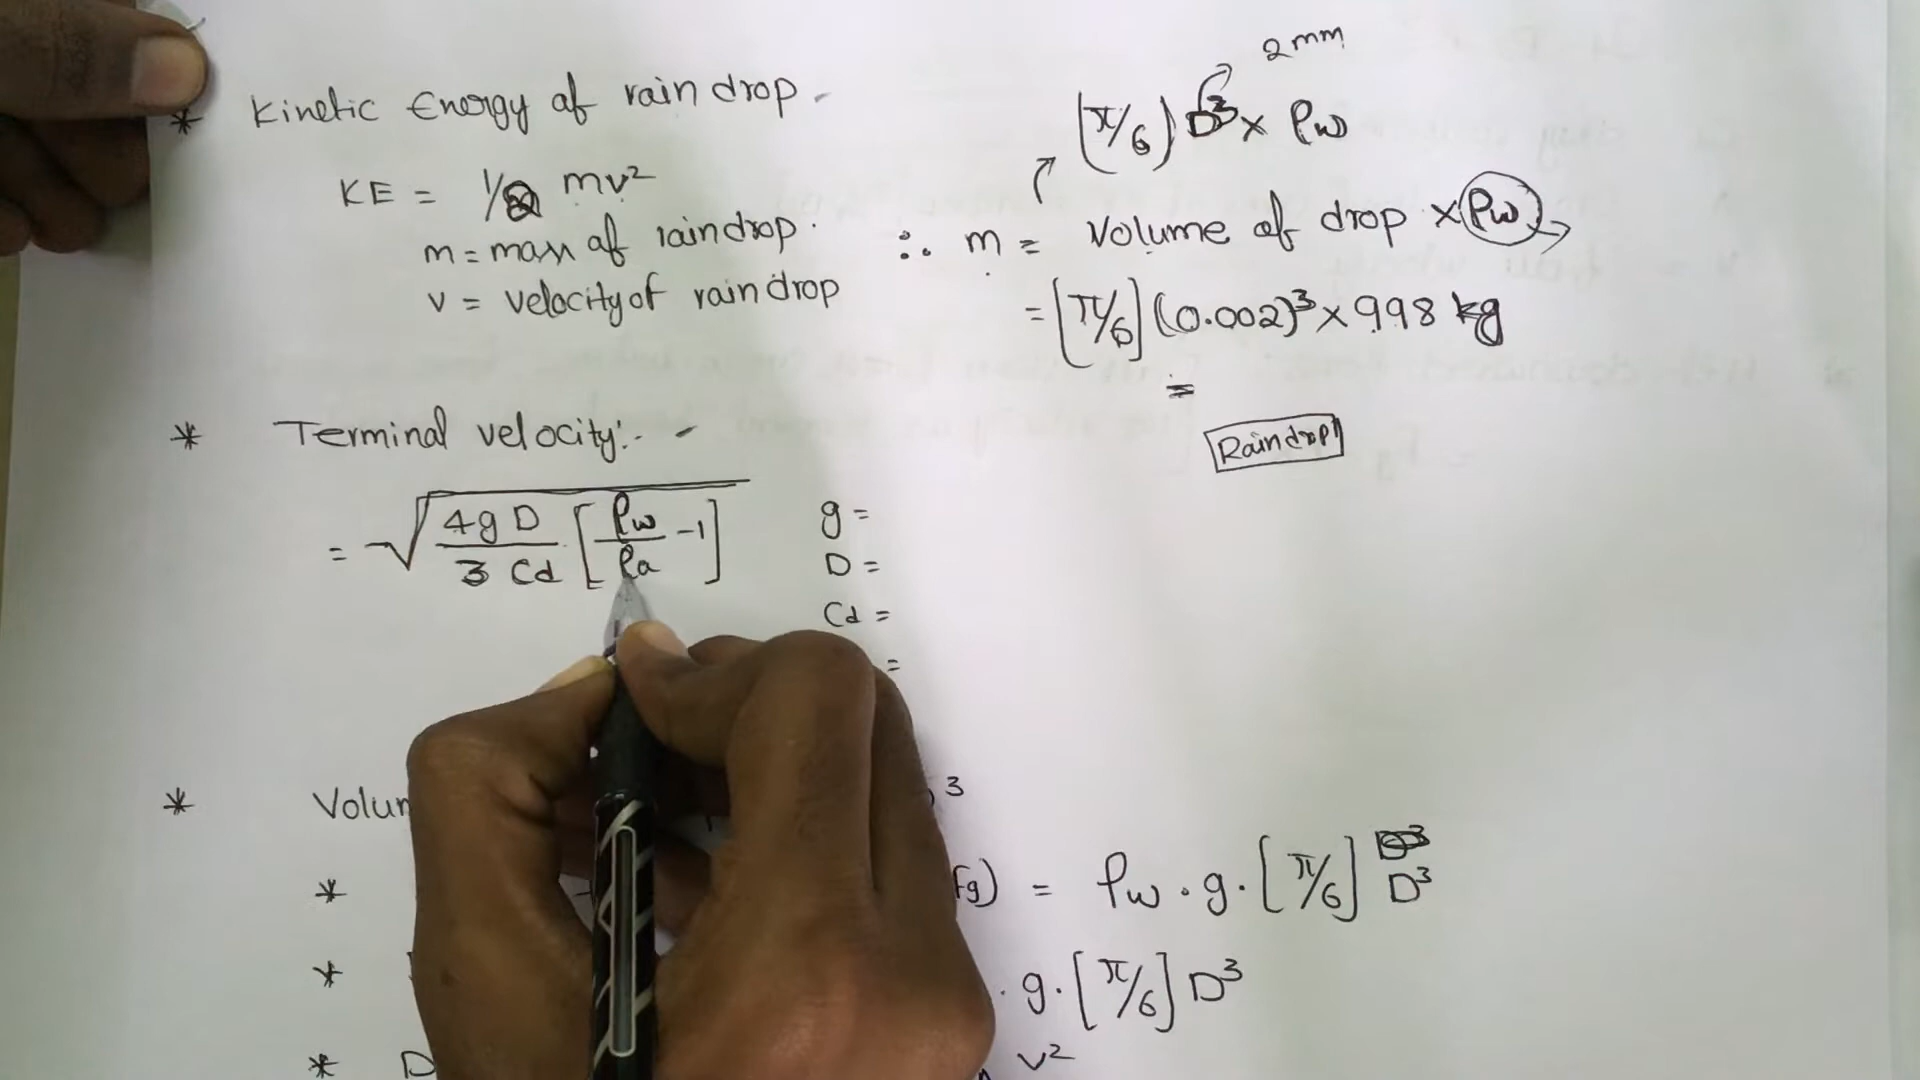 * Kinetic Energy of rain drop.
KE = 1/2 mv²
m = mass of raindrop.
v = velocity of rain drop
2mm
(π/6) D³ × ρw
∴ m = Volume of drop × ρw →
= [π/6] (0.002)³ × 998 kg
=
Raindrop
* Terminal velocity:- -
= √ 4gD / 3 Cd [ρw / ρa - 1]
g =
D =
Cd =
=
* 3
* Fg) = ρw . g . [π/6] D³
* . g . [π/6] D³
* D v²